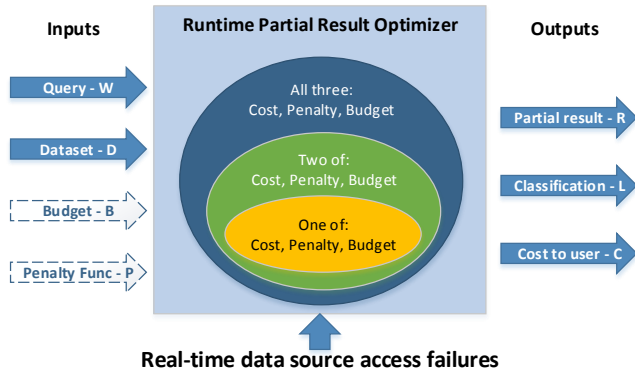 Inputs
Runtime Partial Result Optimizer
Outputs
Query - W
Dataset - D
Budget - B
Penalty Func - P
All three:
Cost, Penalty, Budget
Two of:
Cost, Penalty, Budget
One of:
Cost, Penalty, Budget
Partial result - R
Classification - L
Cost to user - C
Real-time data source access failures